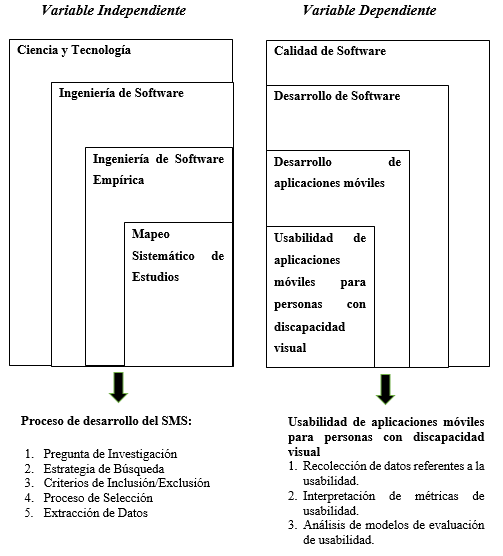 Variable Independiente
Ciencia y Tecnología
Ingeniería de Software
Ingeniería de Software
Empírica
Mapeo
Sistemático de
Estudios
Proceso de desarrollo del SMS:
1. Pregunta de Investigación
2. Estrategia de Búsqueda
3. Criterios de Inclusión/Exclusión
4. Proceso de Selección
5. Extracción de Datos
Variable Dependiente
Calidad de Software
Desarrollo de Software
Desarrollo de
aplicaciones móviles
Usabilidad de
aplicaciones
móviles para
personas con
discapacidad
visual
Usabilidad de aplicaciones móviles
para personas con discapacidad
visual
1. Recolección de datos referentes a la
usabilidad.
2. Interpretación de métricas de
usabilidad.
3. Análisis de modelos de evaluación
de usabilidad.